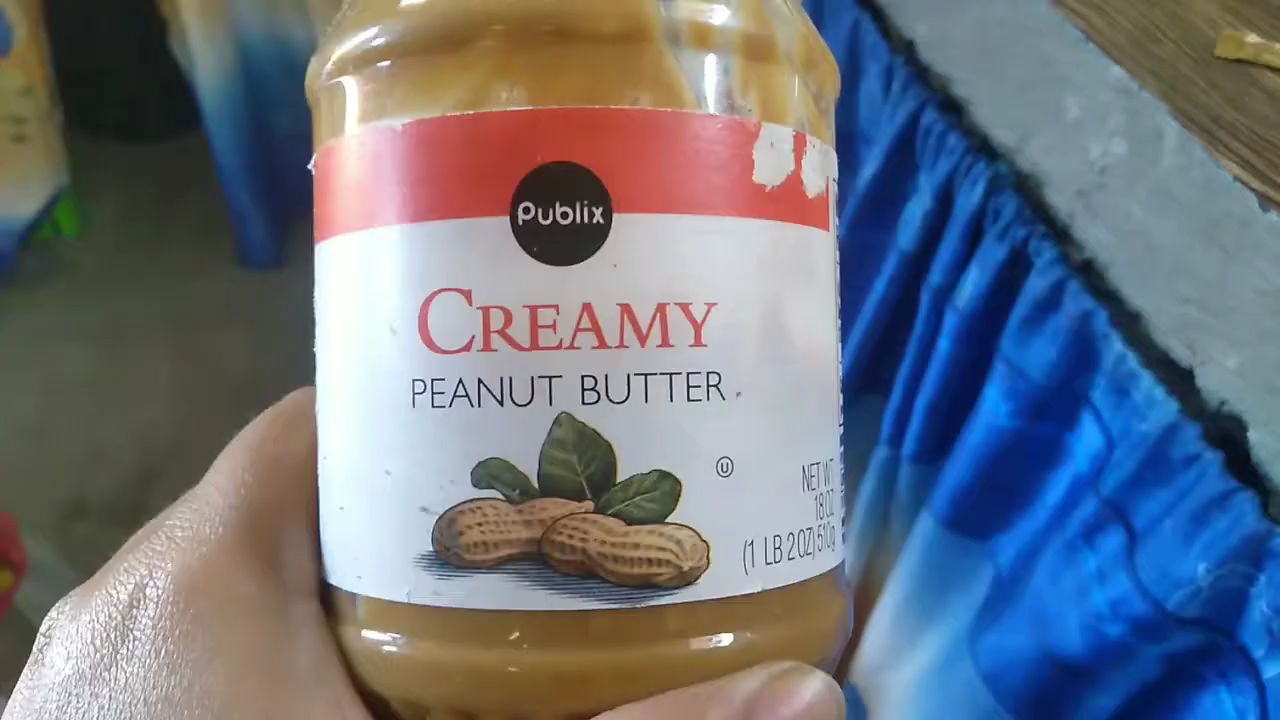 Publix
CREAMY
PEANUT BUTTER
U
NET WT
18 OZ
(1 LB 2 OZ) 510g